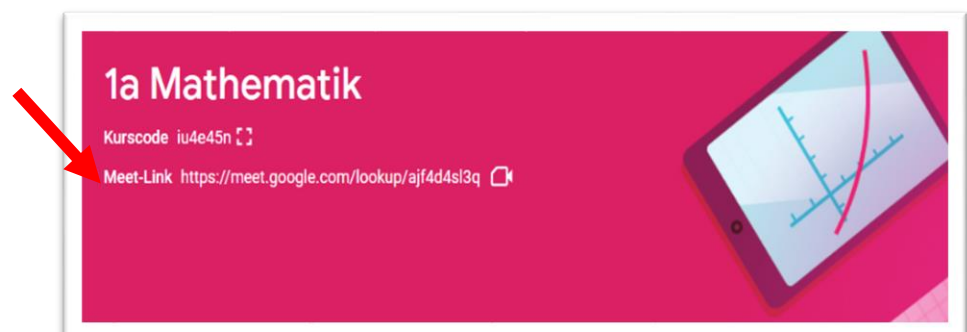 1a Mathematik
Kurscode iu4e45n
Meet-Link https://meet.google.com/lookup/ajf4d4sl3q